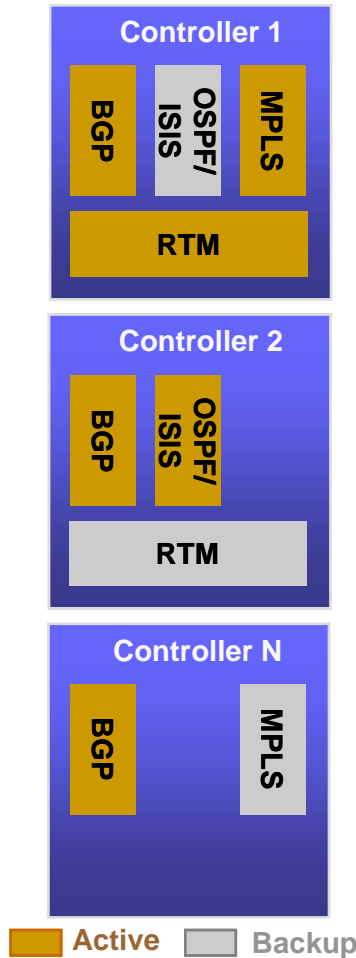 Controller 1
BGP
OSPF/
ISIS
MPLS
RTM
Controller 2
BGP
OSPF/
ISIS
RTM
Controller N
BGP
MPLS
Active
Backup